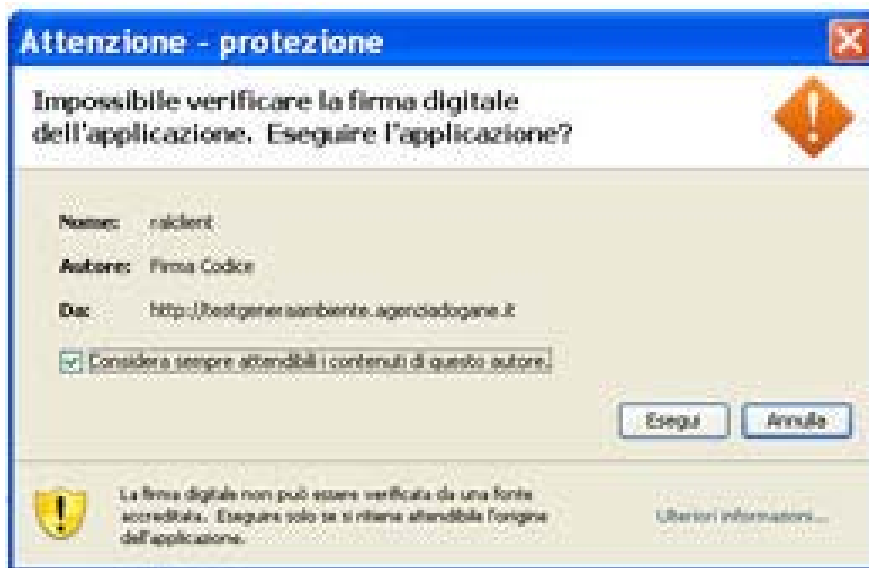 Attenzione - protezione
Impossibile verificare la firma digitale
dell'applicazione. Eseguire l'applicazione?
Nome: railclient
Autore: Firma Codice
Da: http://testgeneraambiente.agenziadogane.it
Considera sempre attendibili i contenuti di questo autore.
Esegui Annulla
La firma digitale non può essere verificata da una fonte
accreditata. Eseguire solo se si ritiene attendibile l'origine
dell'applicazione.
Ulteriori informazioni...